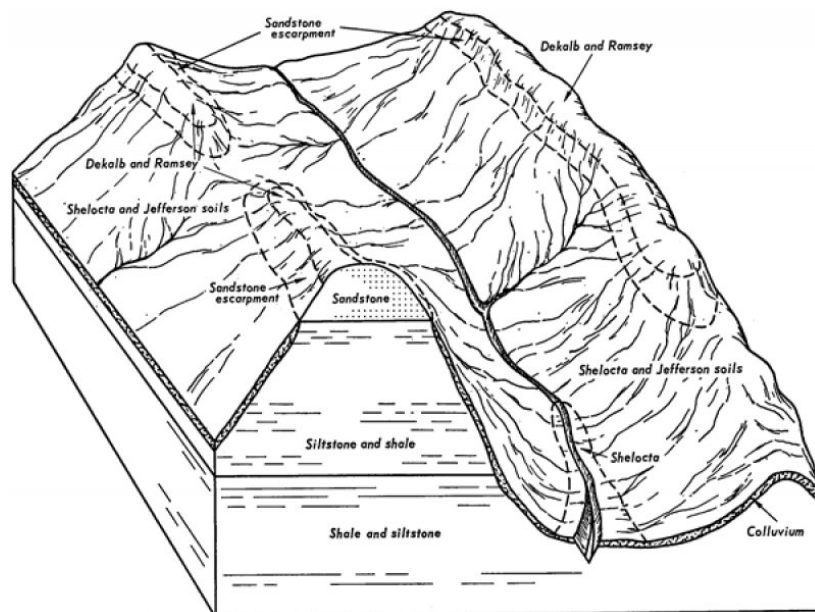 Sandstone
escarpment
Dekalb and Ramsey
Dekalb and Ramsey
Shelocta and Jefferson soils
Sandstone
escarpment
Sandstone
Shelocta and Jefferson soils
Siltstone and shale
Shelocta
Shale and siltstone
Colluvium